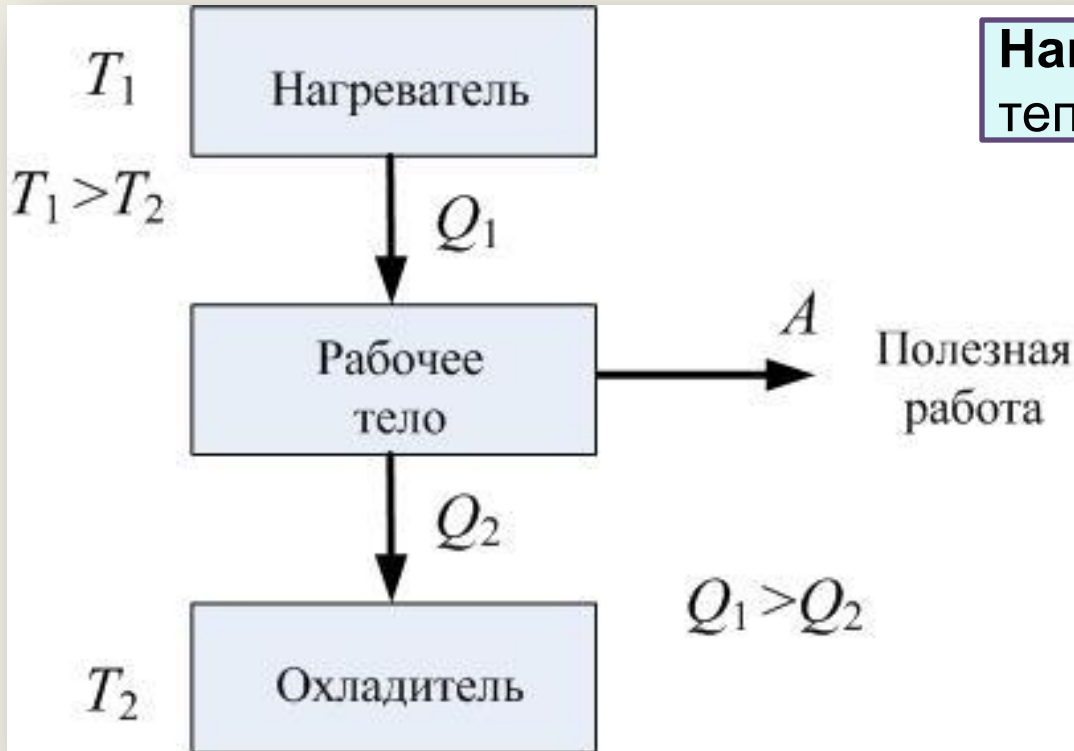 T₁
Нагреватель
T₁ > T₂
Q₁
Рабочее
тело
A
Полезная
работа
Q₂
Q₁ > Q₂
T₂
Охладитель